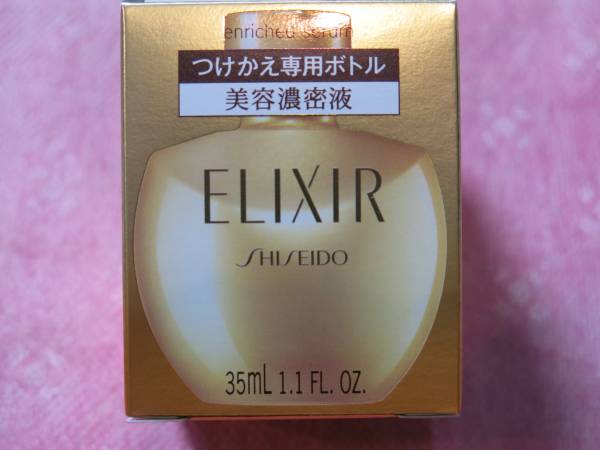 enriched serum
つけかえ専用ボトル
美容濃密液
ELIXIR
SHISEIDO
35mL 1.1 FL. OZ.